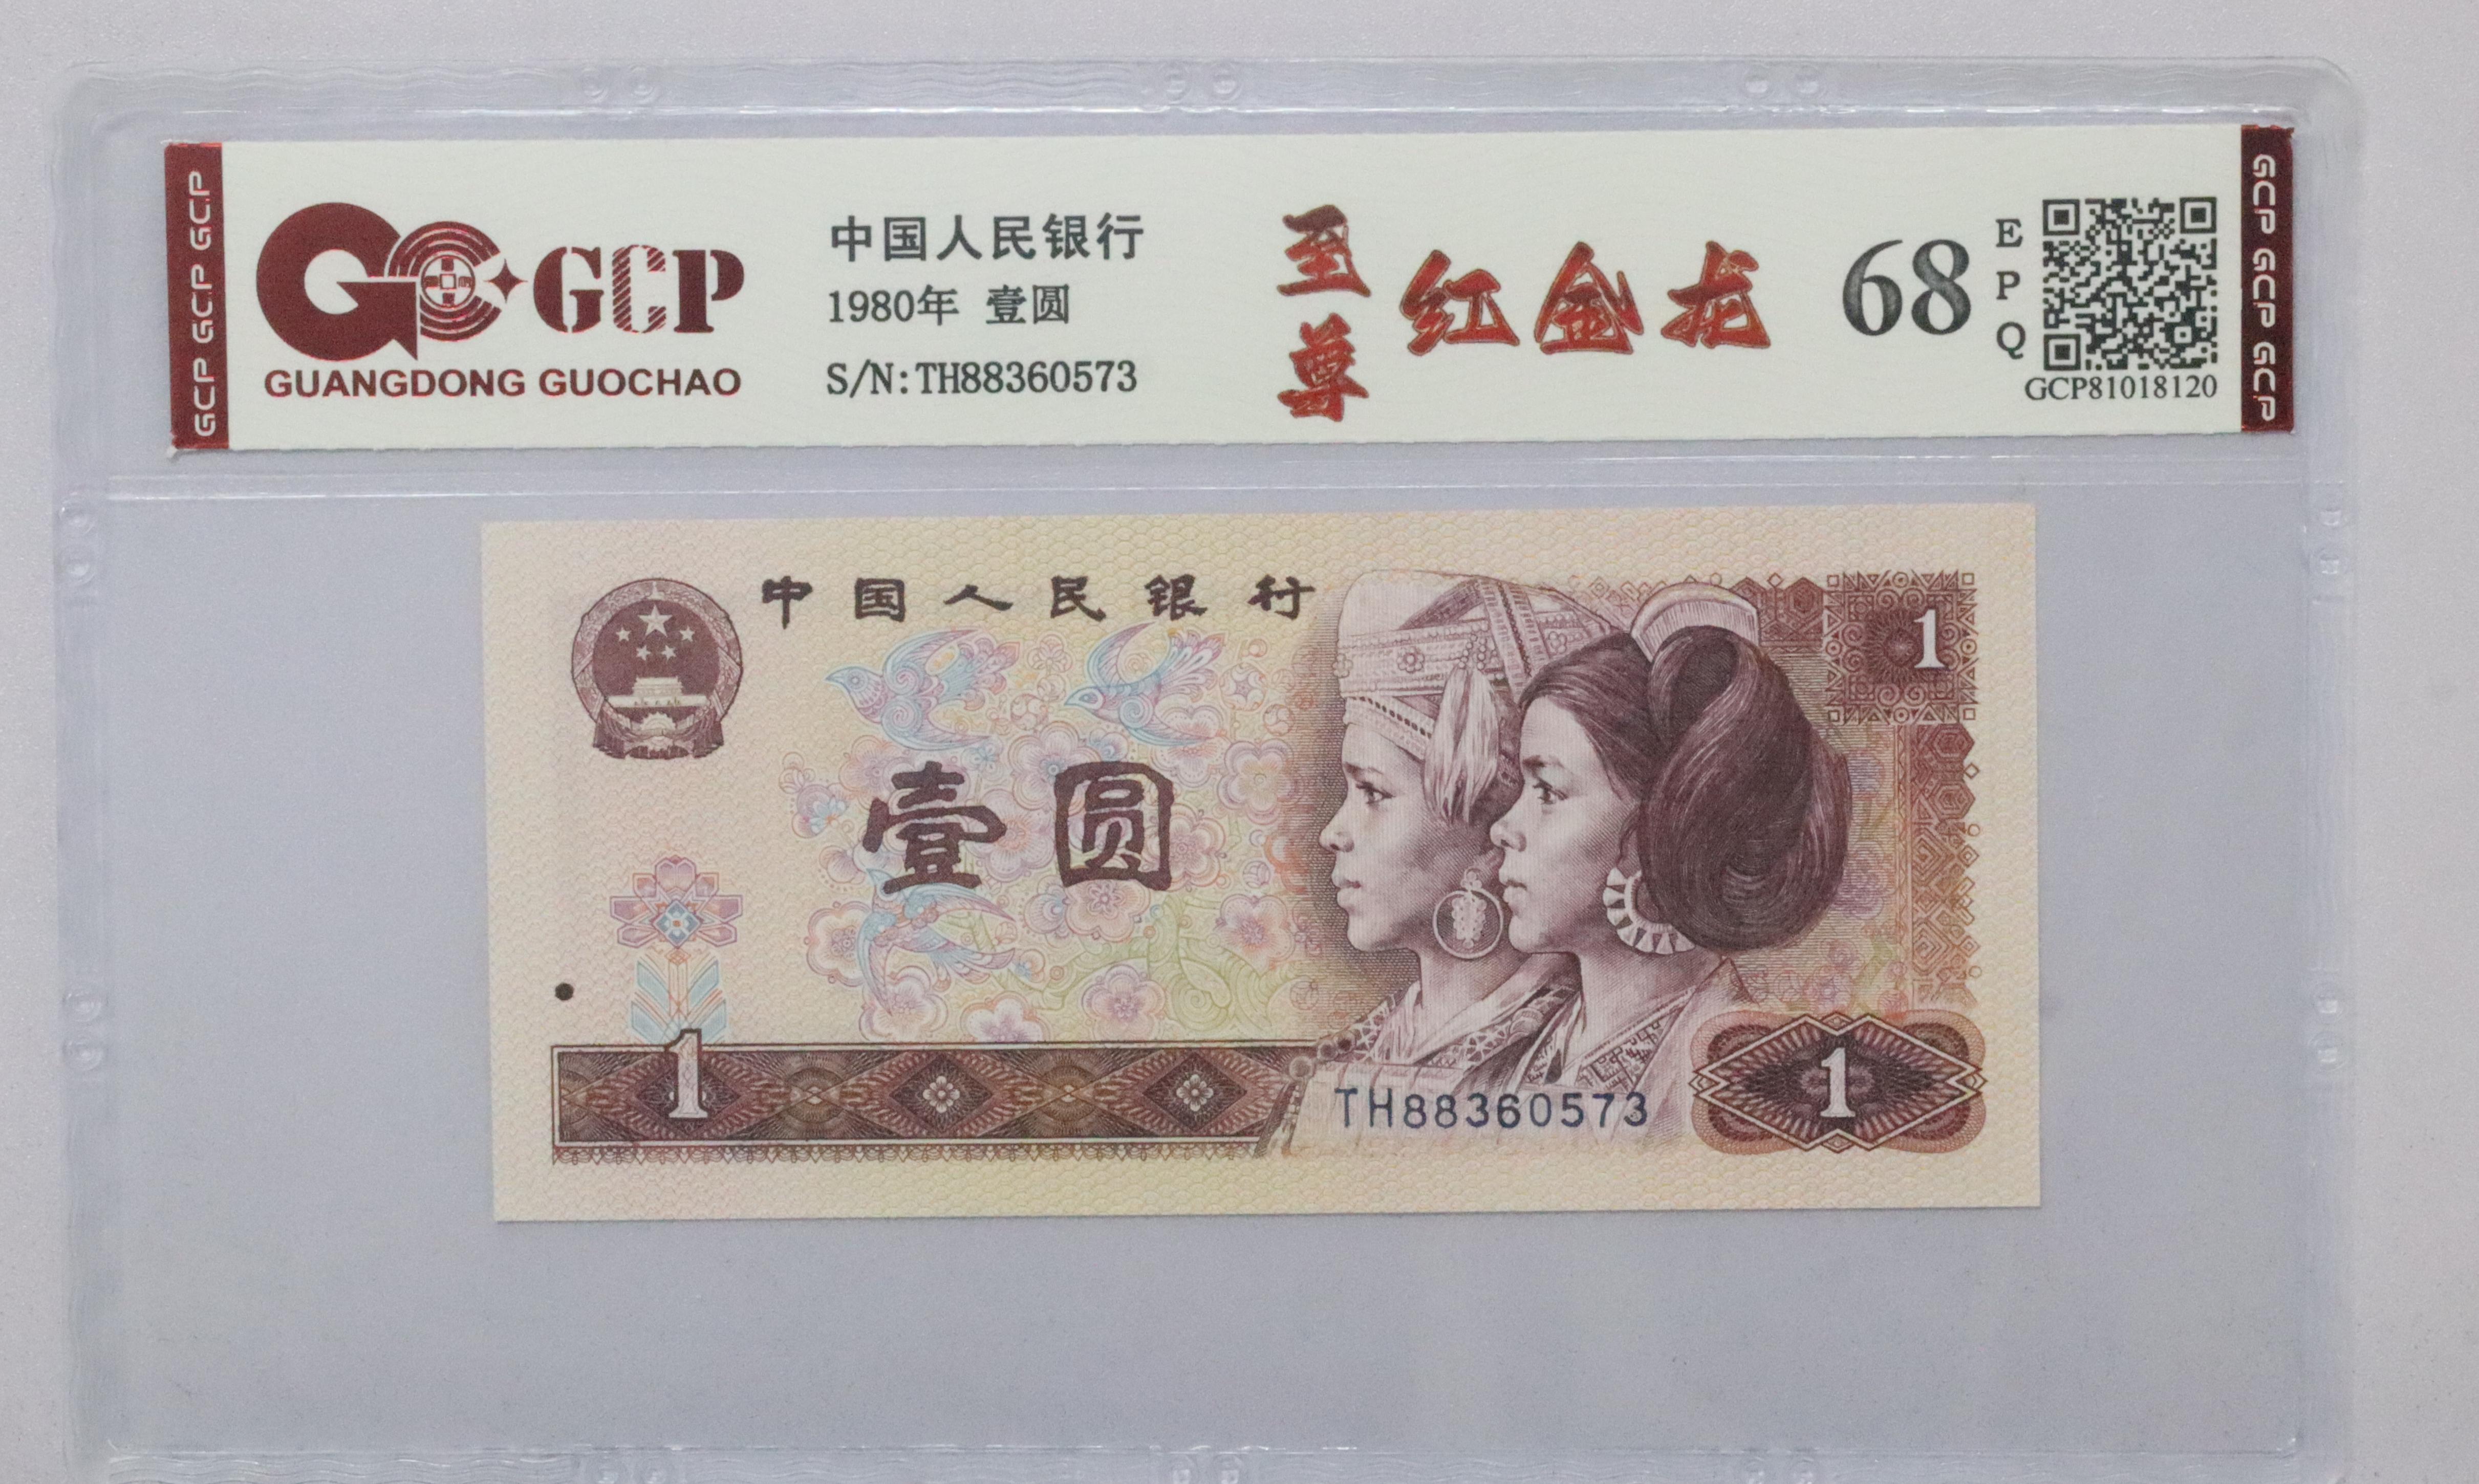 GCP GCP GCP
GCP
GUANGDONG GUOCHAO
中国人民银行
1980年 壹圆
S/N:TH88360573
至尊
红金龙
68
EPQ
GCP81018120
GCP GCP GCP
中国人民银行
1
壹圆
1
TH88360573
1